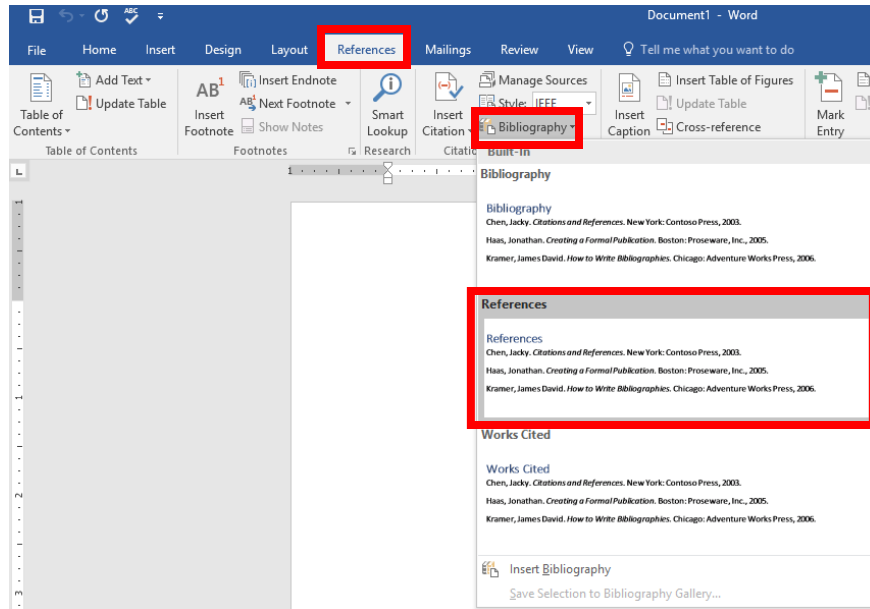 Document1 - Word
File Home Insert Design Layout References Mailings Review View Tell me what you want to do
Table of Contents
Add Text
Update Table
Table of Contents
AB1
Insert Footnote
Insert Endnote
AB Next Footnote
Show Notes
Footnotes
Smart Lookup
Research
Insert Citation
Manage Sources
Style: IEEE
Bibliography
Insert Caption
Insert Table of Figures
Update Table
Cross-reference
Mark Entry
Built-In
Bibliography
Bibliography
Chen, Jacky. Citations and References. New York: Contoso Press, 2003.
Haas, Jonathan. Creating a Formal Publication. Boston: Proseware, Inc., 2005.
Kramer, James David. How to Write Bibliographies. Chicago: Adventure Works Press, 2006.
References
References
Chen, Jacky. Citations and References. New York: Contoso Press, 2003.
Haas, Jonathan. Creating a Formal Publication. Boston: Proseware, Inc., 2005.
Kramer, James David. How to Write Bibliographies. Chicago: Adventure Works Press, 2006.
Works Cited
Works Cited
Chen, Jacky. Citations and References. New York: Contoso Press, 2003.
Haas, Jonathan. Creating a Formal Publication. Boston: Proseware, Inc., 2005.
Kramer, James David. How to Write Bibliographies. Chicago: Adventure Works Press, 2006.
Insert Bibliography
Save Selection to Bibliography Gallery...